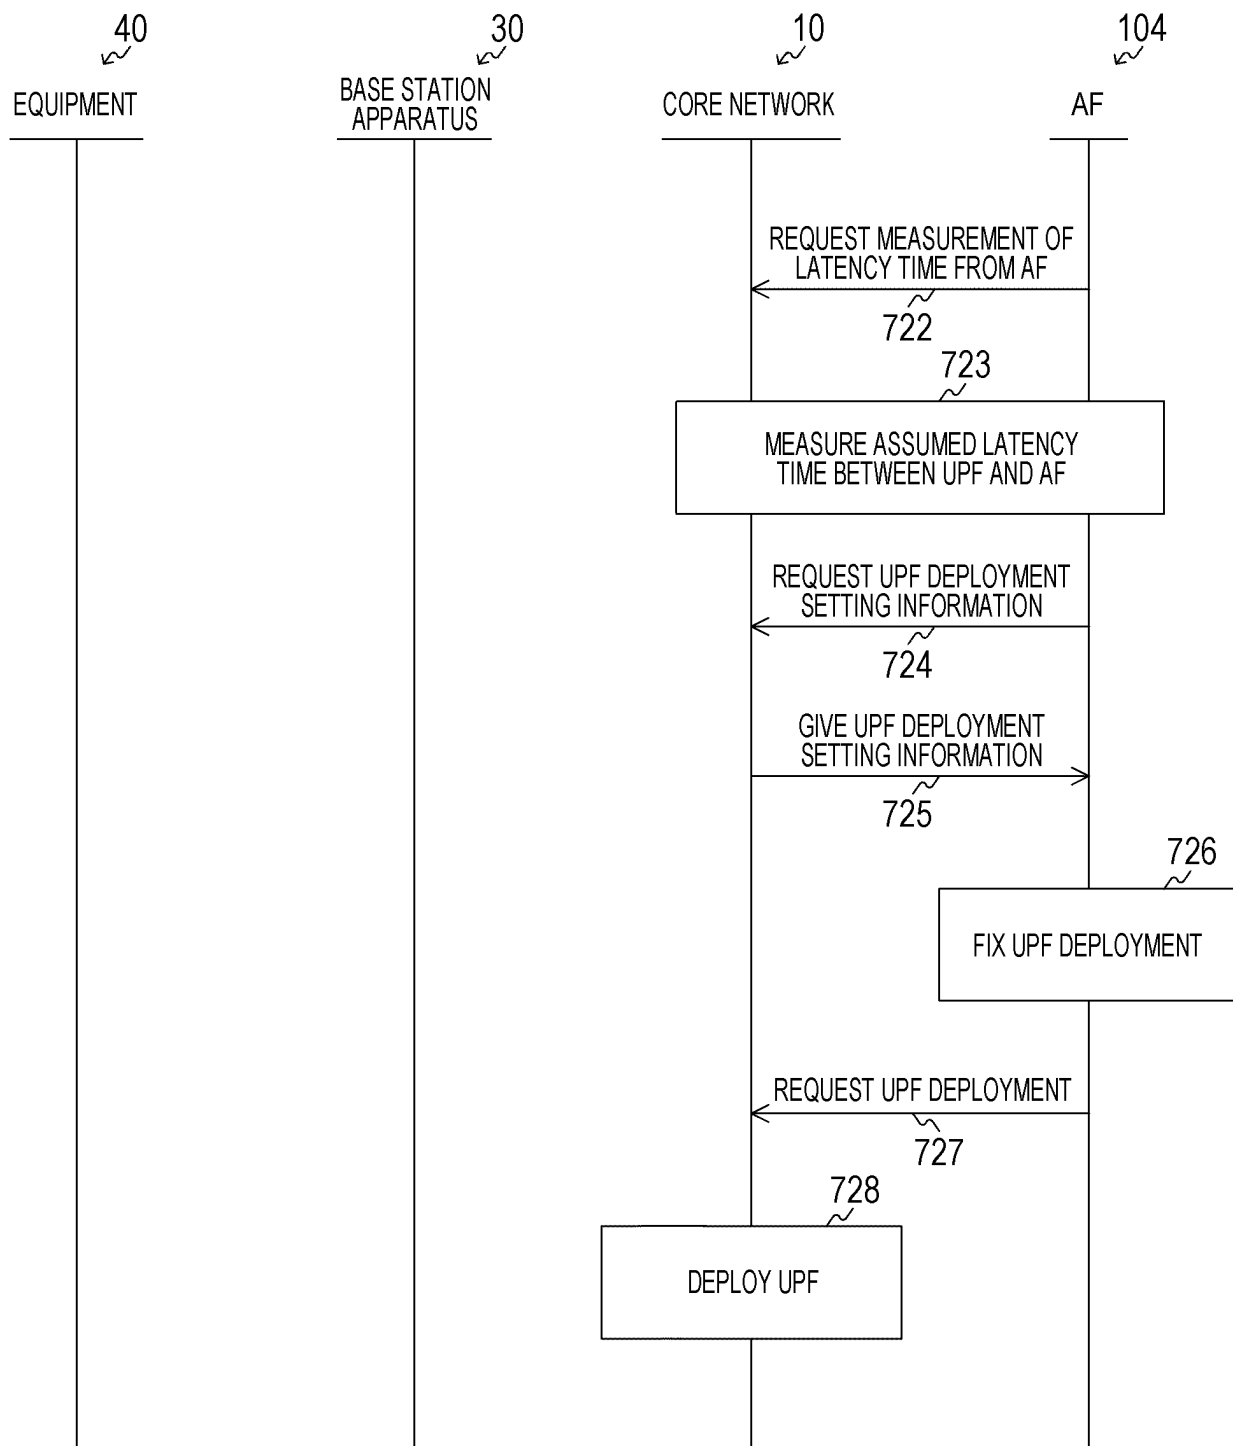 40
30
10
104
EQUIPMENT
BASE STATION
APPARATUS
CORE NETWORK
AF
REQUEST MEASUREMENT OF
LATENCY TIME FROM AF
722
723
MEASURE ASSUMED LATENCY
TIME BETWEEN UPF AND AF
REQUEST UPF DEPLOYMENT
SETTING INFORMATION
724
GIVE UPF DEPLOYMENT
SETTING INFORMATION
725
726
FIX UPF DEPLOYMENT
REQUEST UPF DEPLOYMENT
727
728
DEPLOY UPF